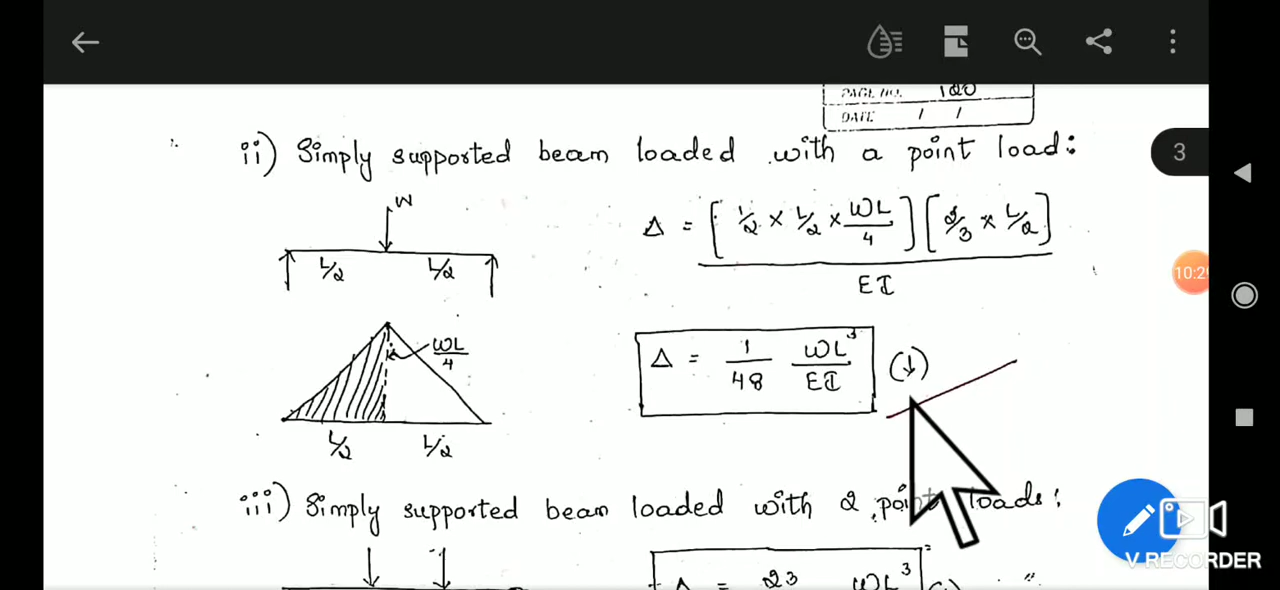 PAGE NO. 120
DATE / /
ii) Simply supported beam loaded with a point load:
3
W
L/2 L/2
Δ = [1/2 × L/2 × WL/4] [2/3 × L/2]
EI
10:2
WL/4
L/2 L/2
Δ = 1/48 WL³/EI (↓)
iii) Simply supported beam loaded with 2 point loads:
Δ = 23 WL³
V RECORDER